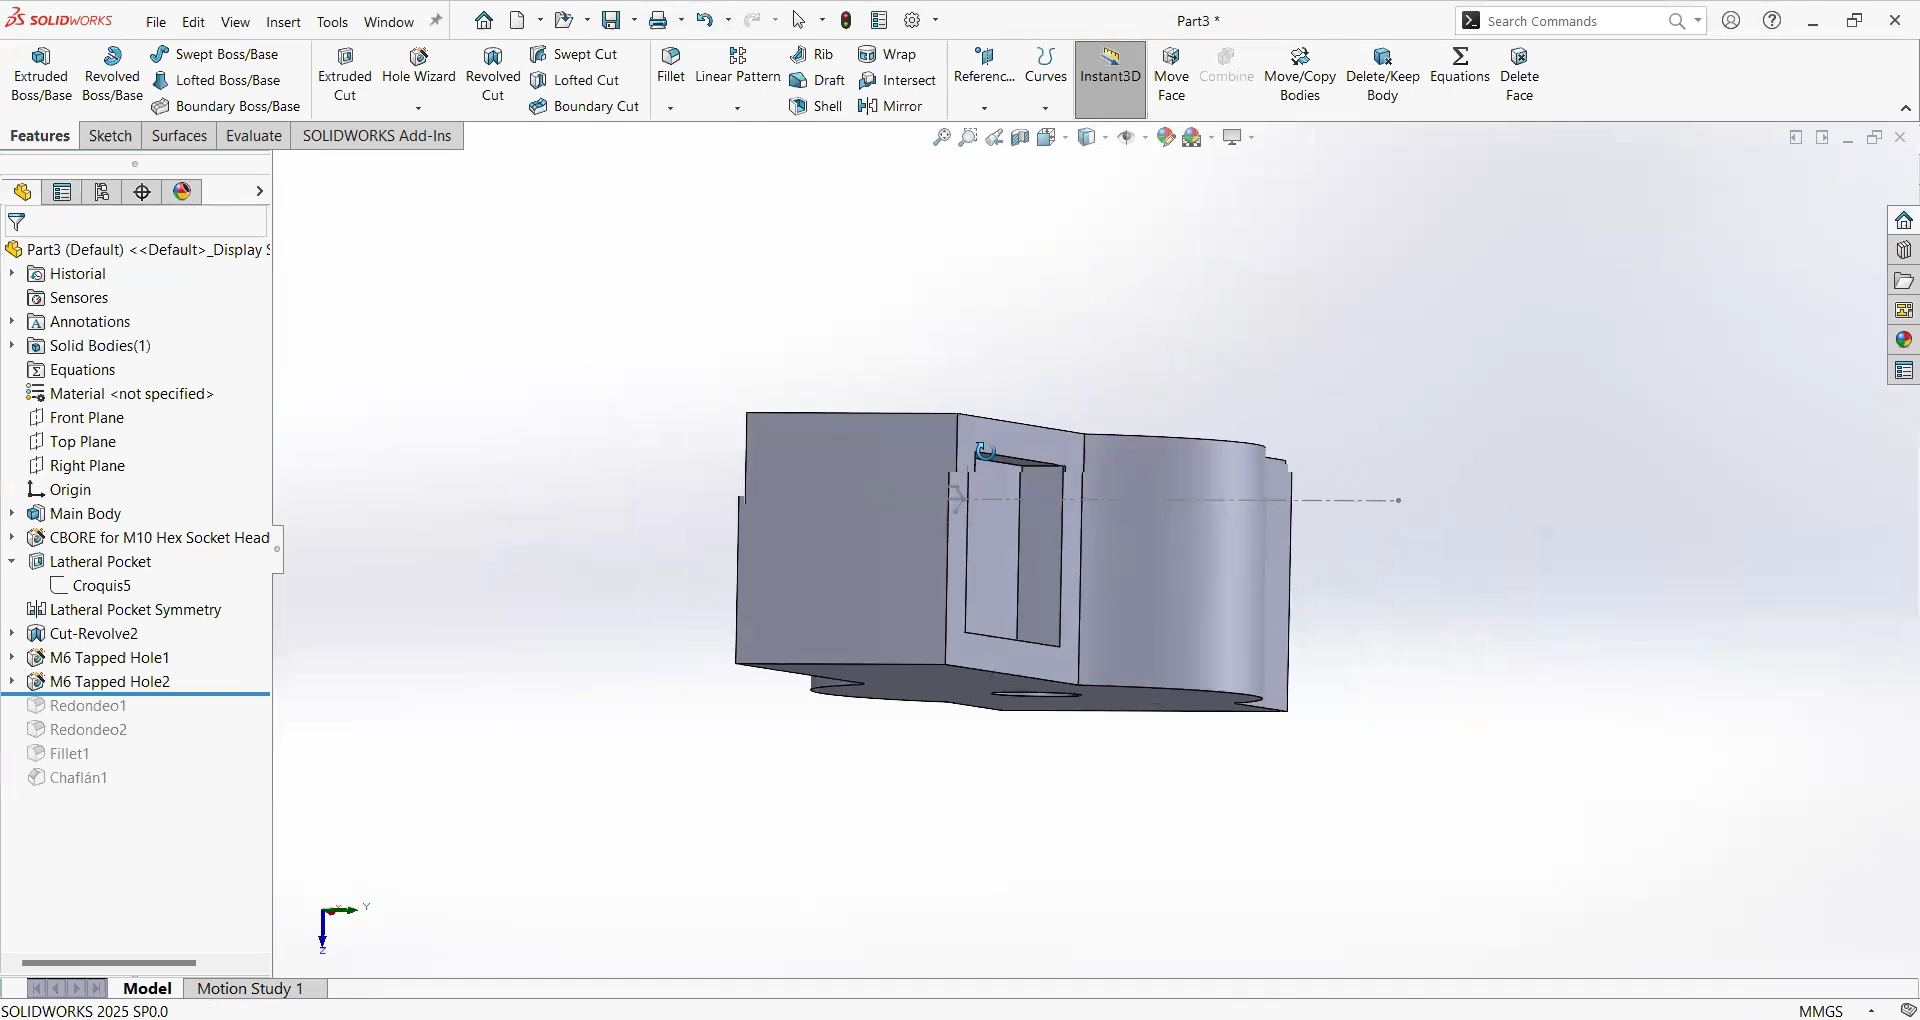 SOLIDWORKS File Edit View Insert Tools Window Part3 * Search Commands
Extruded Boss/Base
Revolved Boss/Base
Swept Boss/Base
Lofted Boss/Base
Boundary Boss/Base
Extruded Cut
Hole Wizard
Revolved Cut
Swept Cut
Lofted Cut
Boundary Cut
Fillet
Linear Pattern
Rib
Draft
Shell
Wrap
Intersect
Mirror
Referenc...
Curves
Instant3D
Move Face
Combine
Move/Copy Bodies
Delete/Keep Body
Equations
Delete Face
Features Sketch Surfaces Evaluate SOLIDWORKS Add-Ins
Part3 (Default) <<Default>_Display S
Historial
Sensores
Annotations
Solid Bodies(1)
Equations
Material <not specified>
Front Plane
Top Plane
Right Plane
Origin
Main Body
CBORE for M10 Hex Socket Head
Latheral Pocket
Croquis5
Latheral Pocket Symmetry
Cut-Revolve2
M6 Tapped Hole1
M6 Tapped Hole2
Redondeo1
Redondeo2
Fillet1
Chaflán1
Y
Z
Model Motion Study 1
SOLIDWORKS 2025 SP0.0 MMGS